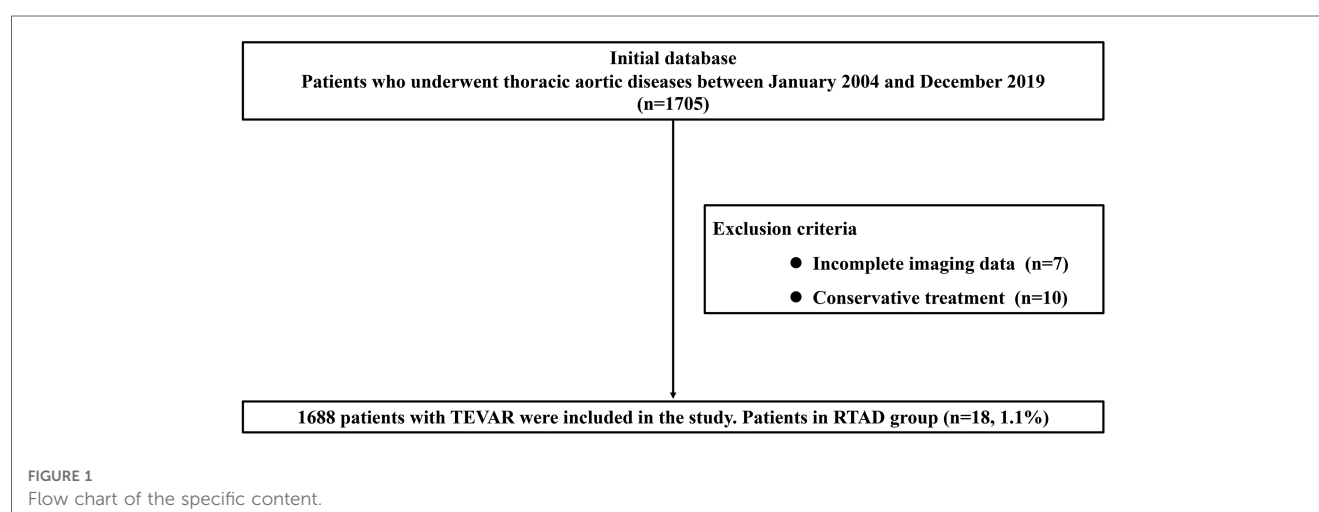 Initial database
Patients who underwent thoracic aortic diseases between January 2004 and December 2019
(n=1705)
Exclusion criteria
● Incomplete imaging data (n=7)
● Conservative treatment (n=10)
1688 patients with TEVAR were included in the study. Patients in RTAD group (n=18, 1.1%)
FIGURE 1
Flow chart of the specific content.